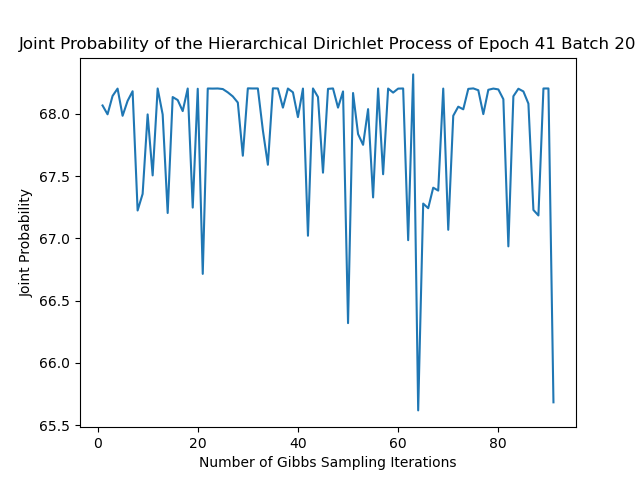 Joint Probability of the Hierarchical Dirichlet Process of Epoch 41 Batch 20
Joint Probability
68.0
67.5
67.0
66.5
66.0
65.5
0 20 40 60 80
Number of Gibbs Sampling Iterations